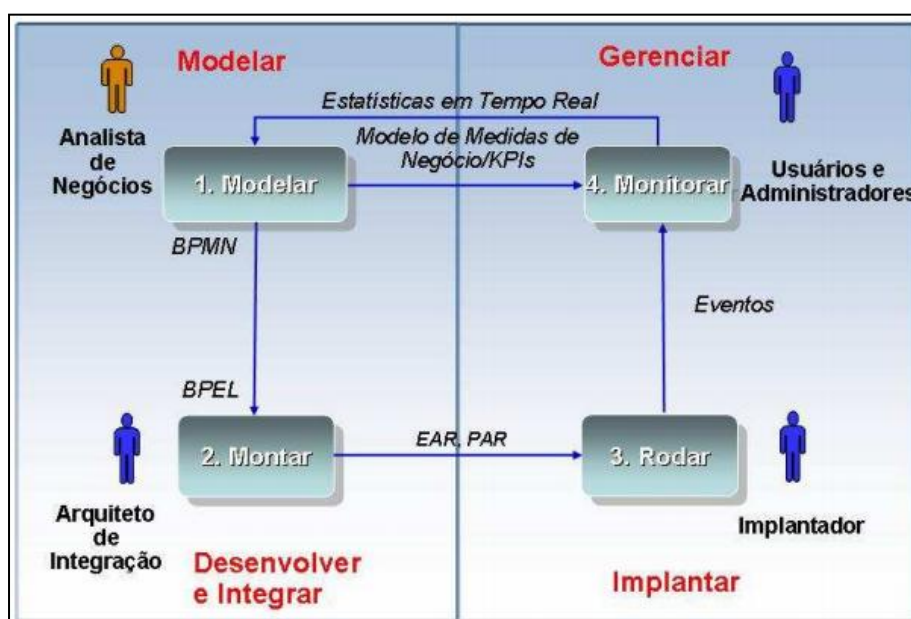 Modelar
Gerenciar
Estatísticas em Tempo Real
Analista
de
Negócios
Modelo de Medidas de
Negócio/KPIs
1. Modelar
4. Monitorar
Usuários e
Administradores
BPMN
Eventos
BPEL
2. Montar
EAR, PAR
3. Rodar
Arquiteto
de
Integração
Implantador
Desenvolver
e Integrar
Implantar